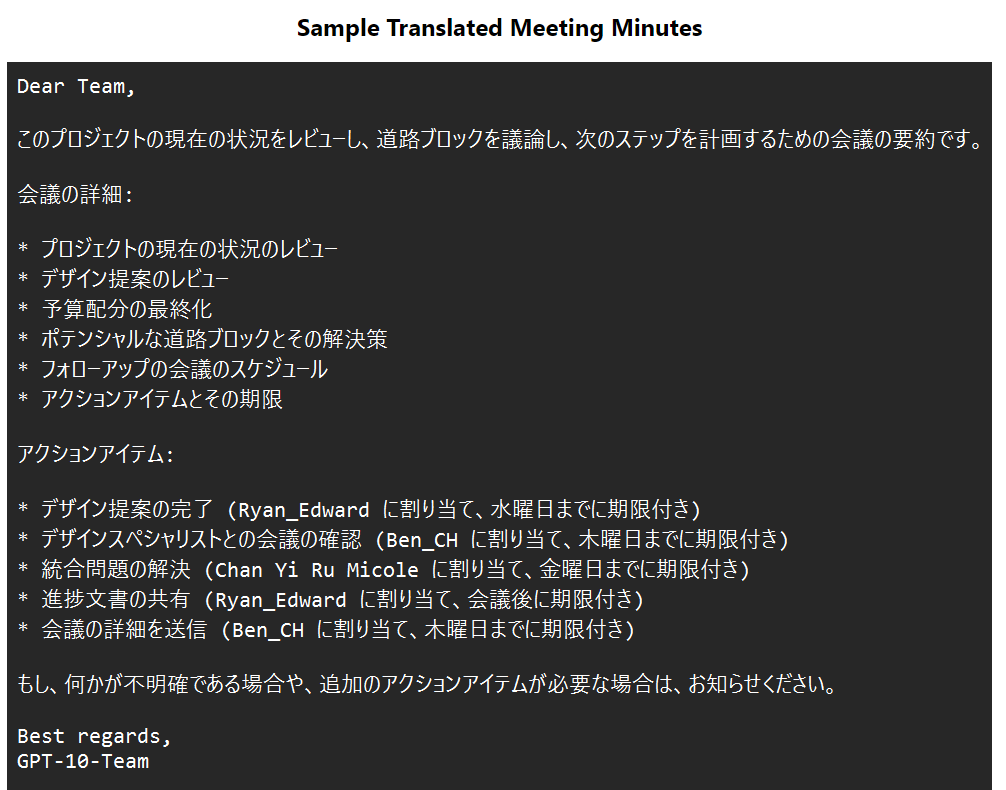 Sample Translated Meeting Minutes
Dear Team,
このプロジェクトの現在の状況をレビューし、道路ブロックを議論し、次のステップを計画するための会議の要約です。
会議の詳細:
* プロジェクトの現在の状況のレビュー
* デザイン提案のレビュー
* 予算配分の最終化
* ポテンシャルな道路ブロックとその解決策
* フォローアップの会議のスケジュール
* アクションアイテムとその期限
アクションアイテム:
* デザイン提案の完了 (Ryan_Edward に割り当て、水曜日までに期限付き)
* デザインスペシャリストとの会議の確認 (Ben_CH に割り当て、木曜日までに期限付き)
* 統合問題の解決 (Chan Yi Ru Micole に割り当て、金曜日までに期限付き)
* 進捗文書の共有 (Ryan_Edward に割り当て、会議後に期限付き)
* 会議の詳細を送信 (Ben_CH に割り当て、木曜日までに期限付き)
もし、何かが不明確である場合や、追加のアクションアイテムが必要な場合は、お知らせください。
Best regards,
GPT-10-Team